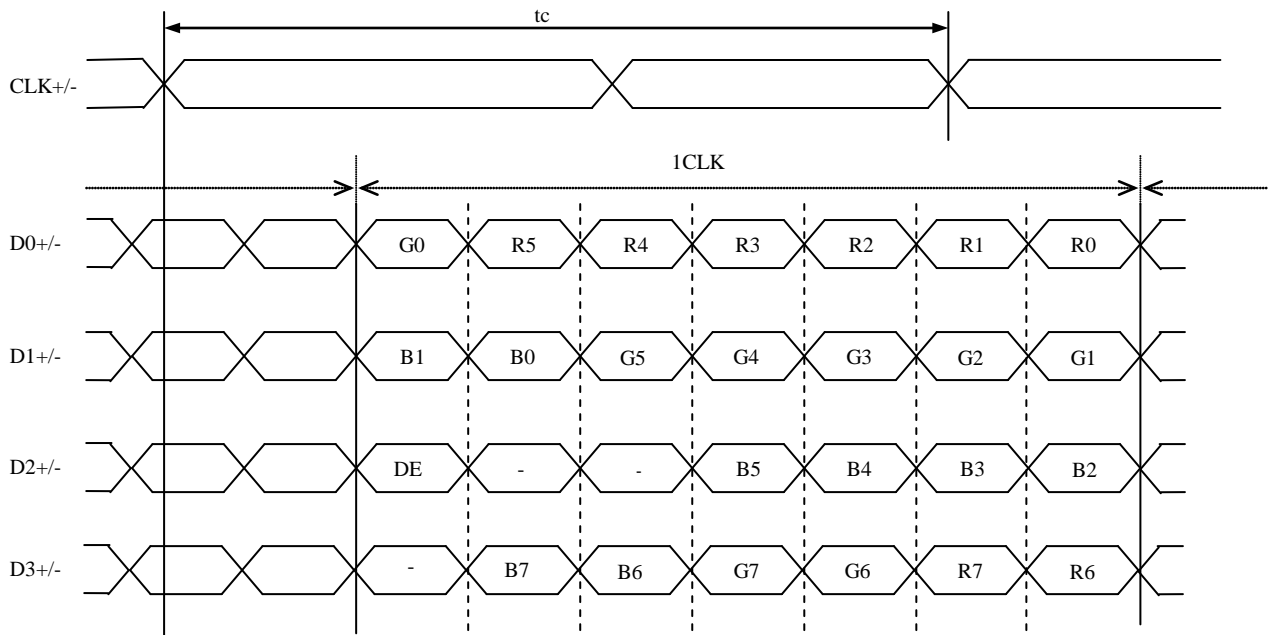 tc
CLK+/-
1CLK
D0+/- G0 R5 R4 R3 R2 R1 R0
D1+/- B1 B0 G5 G4 G3 G2 G1
D2+/- DE - - B5 B4 B3 B2
D3+/- - B7 B6 G7 G6 R7 R6